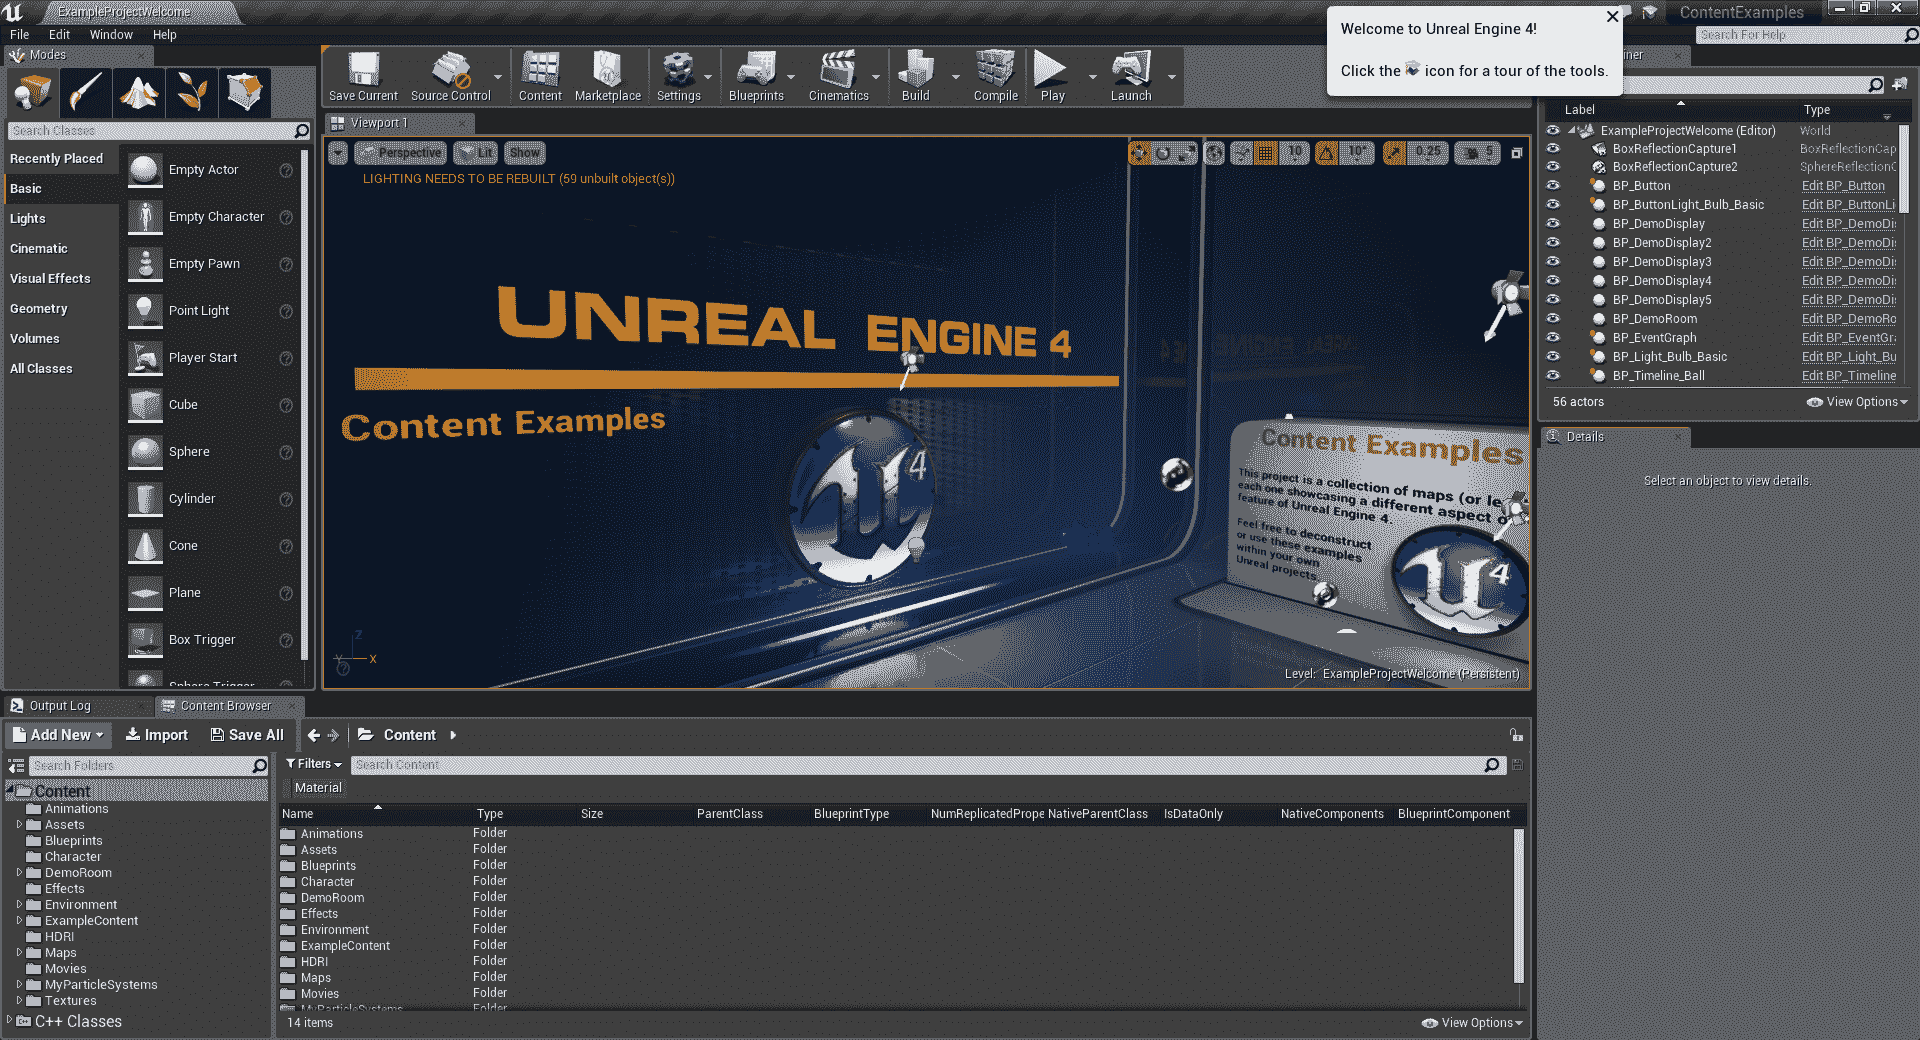 ExampleProjectWelcome
ContentExamples
File Edit Window Help
Search For Help
Welcome to Unreal Engine 4!
Click the icon for a tour of the tools.
Modes
Save Current Source Control Content Marketplace Settings Blueprints Cinematics Build Compile Play Launch
Search Classes
Recently Placed
Basic
Lights
Cinematic
Visual Effects
Geometry
Volumes
All Classes
Empty Actor
Empty Character
Empty Pawn
Point Light
Player Start
Cube
Sphere
Cylinder
Cone
Plane
Box Trigger
Sphere Trigger
Viewport 1
Perspective Lit Show
10 10° 0.25 5
LIGHTING NEEDS TO BE REBUILT (59 unbuilt object(s))
UNREAL ENGINE 4
Content Examples
Content Examples
This project is a collection of maps (or le
each one showcasing a different aspect o
feature of Unreal Engine 4.
Feel free to deconstruct
or use these examples
within your own
Unreal projects
Level: ExampleProjectWelcome (Persistent)
Label Type
ExampleProjectWelcome (Editor) World
BoxReflectionCapture1 BoxReflectionCap
BoxReflectionCapture2 SphereReflectionC
BP_Button Edit BP_Button
BP_ButtonLight_Bulb_Basic Edit BP_ButtonLi
BP_DemoDisplay Edit BP_DemoDis
BP_DemoDisplay2 Edit BP_DemoDis
BP_DemoDisplay3 Edit BP_DemoDis
BP_DemoDisplay4 Edit BP_DemoDis
BP_DemoDisplay5 Edit BP_DemoDis
BP_DemoRoom Edit BP_DemoRo
BP_EventGraph Edit BP_EventGra
BP_Light_Bulb_Basic Edit BP_Light_Bu
BP_Timeline_Ball Edit BP_Timeline
56 actors View Options
Details
Select an object to view details.
Output Log Content Browser
Add New Import Save All Content
Search Folders
Content
Animations
Assets
Blueprints
Character
DemoRoom
Effects
Environment
ExampleContent
HDRI
Maps
Movies
MyParticleSystems
Textures
C++ Classes
Filters Search Content
Material
Name Type Size ParentClass BlueprintType NumReplicatedPrope NativeParentClass IsDataOnly NativeComponents BlueprintComponent
Animations Folder
Assets Folder
Blueprints Folder
Character Folder
DemoRoom Folder
Effects Folder
Environment Folder
ExampleContent Folder
HDRI Folder
Maps Folder
Movies Folder
MyParticleSystems Folder
14 items View Options